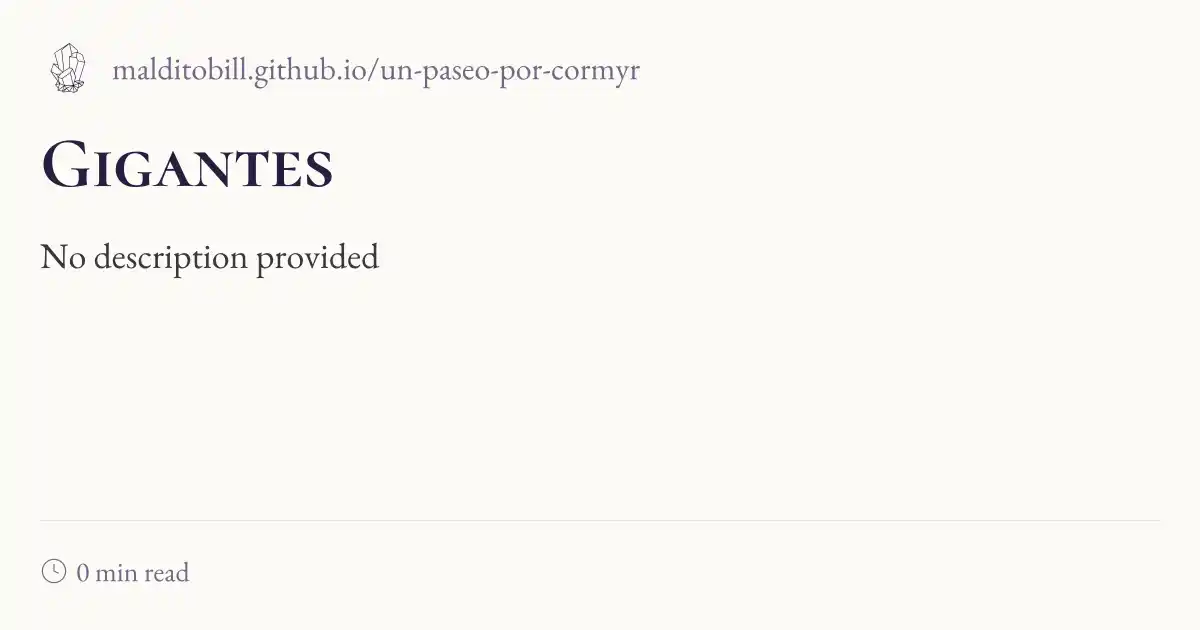 malditobill.github.io/un-paseo-por-cormyr
Gigantes
No description provided
0 min read